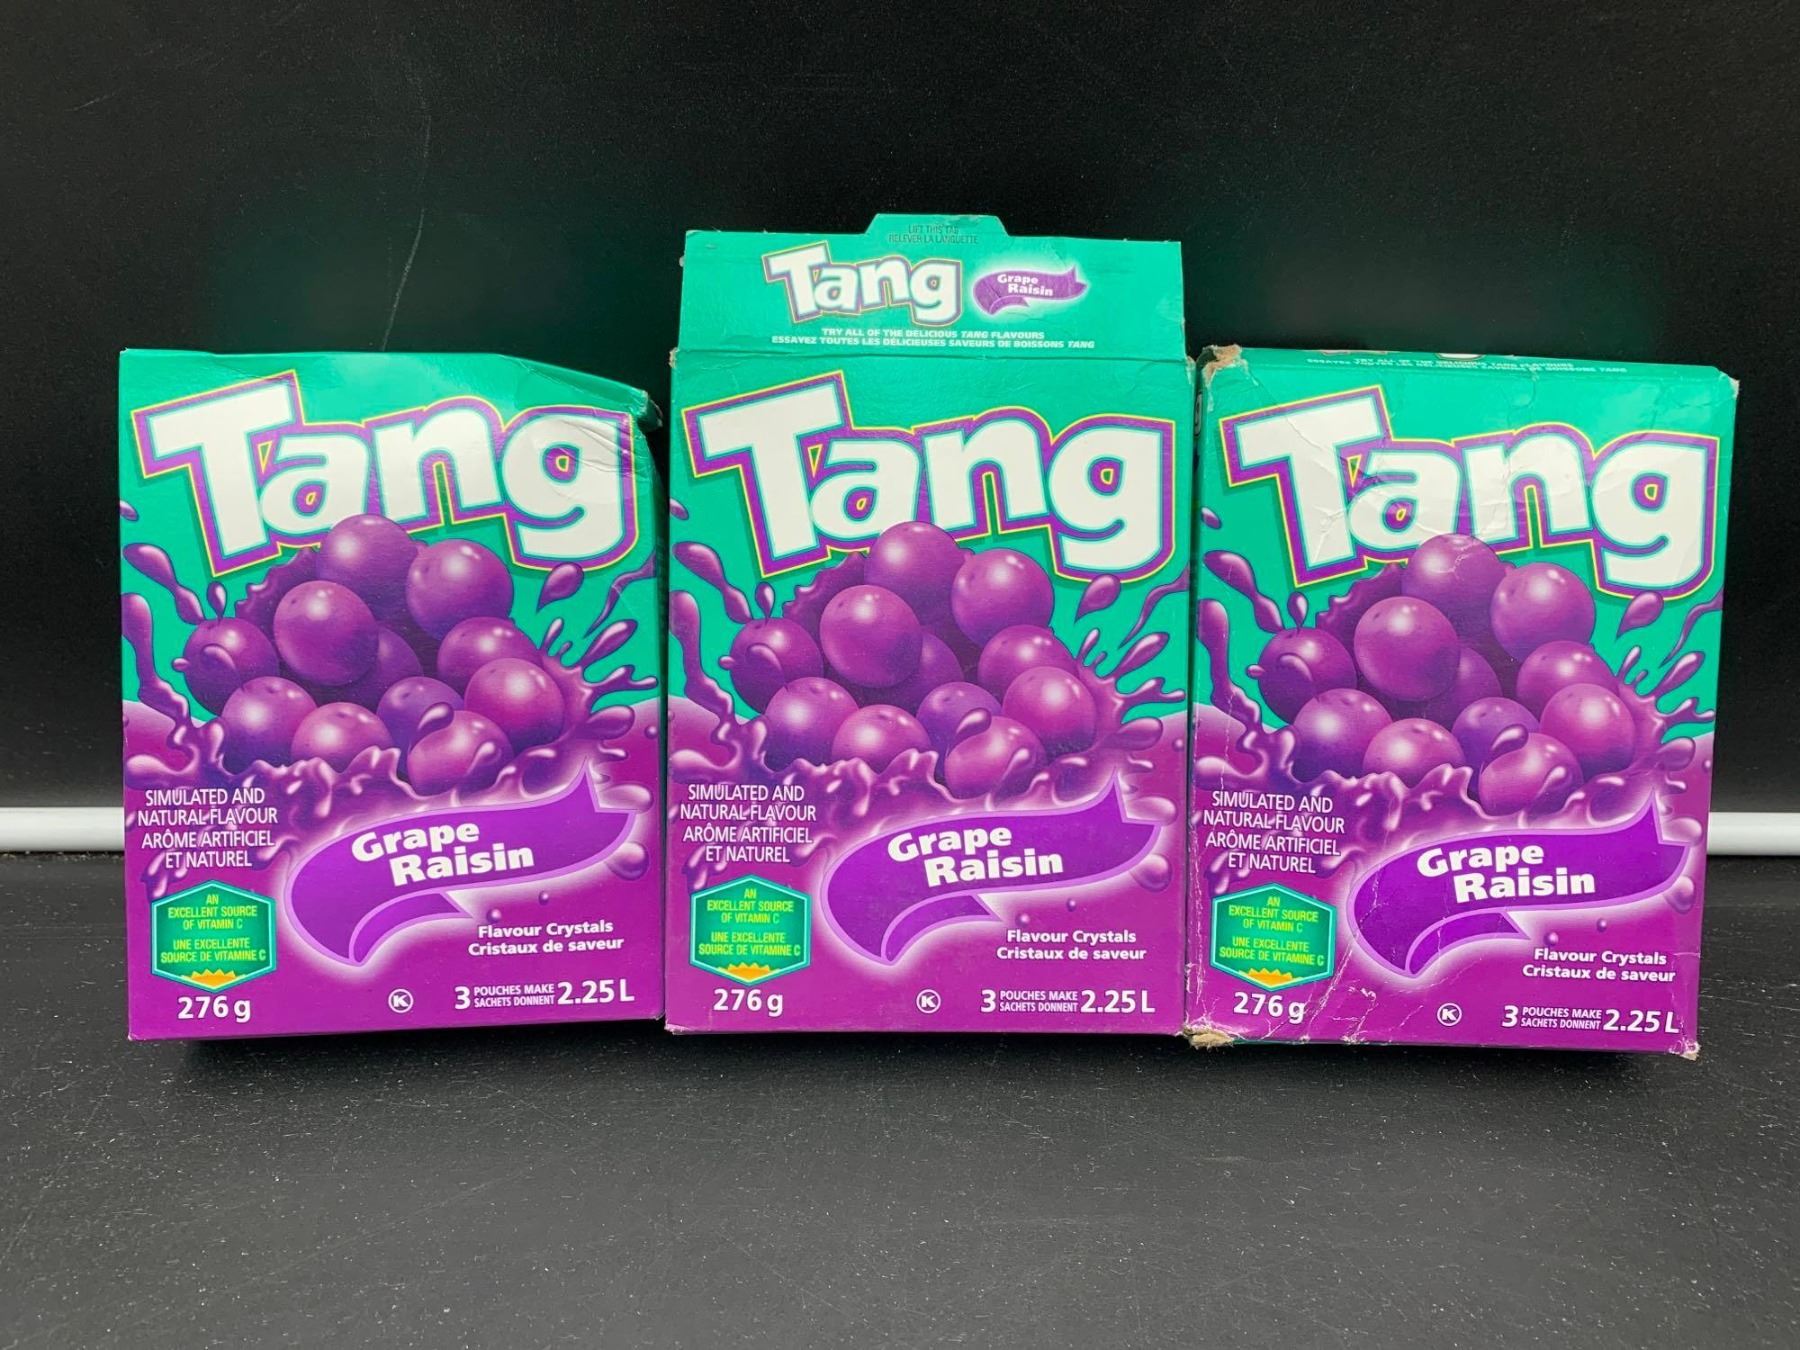 Tang
SIMULATED AND
NATURAL FLAVOUR
ARÔME ARTIFICIEL
ET NATUREL
Grape
Raisin
AN
EXCELLENT SOURCE
OF VITAMIN C
UNE EXCELLENTE
SOURCE DE VITAMINE C
Flavour Crystals
Cristaux de saveur
276 g
K
3 POUCHES MAKE 2.25 L
SACHETS DONNENT
LIFT THIS TAB
RELEVER LA LANGUETTE
Tang
Grape
Raisin
TRY ALL OF THE DELICIOUS TANG FLAVOURS
ESSAYEZ TOUTES LES DÉLICIEUSES SAVEURS DE BOISSONS TANG
Tang
SIMULATED AND
NATURAL FLAVOUR
ARÔME ARTIFICIEL
ET NATUREL
Grape
Raisin
AN
EXCELLENT SOURCE
OF VITAMIN C
UNE EXCELLENTE
SOURCE DE VITAMINE C
Flavour Crystals
Cristaux de saveur
276 g
K
3 POUCHES MAKE 2.25 L
SACHETS DONNENT
Tang
SIMULATED AND
NATURAL FLAVOUR
ARÔME ARTIFICIEL
ET NATUREL
Grape
Raisin
AN
EXCELLENT SOURCE
OF VITAMIN C
UNE EXCELLENTE
SOURCE DE VITAMINE C
Flavour Crystals
Cristaux de saveur
276 g
K
3 POUCHES MAKE 2.25 L
SACHETS DONNENT